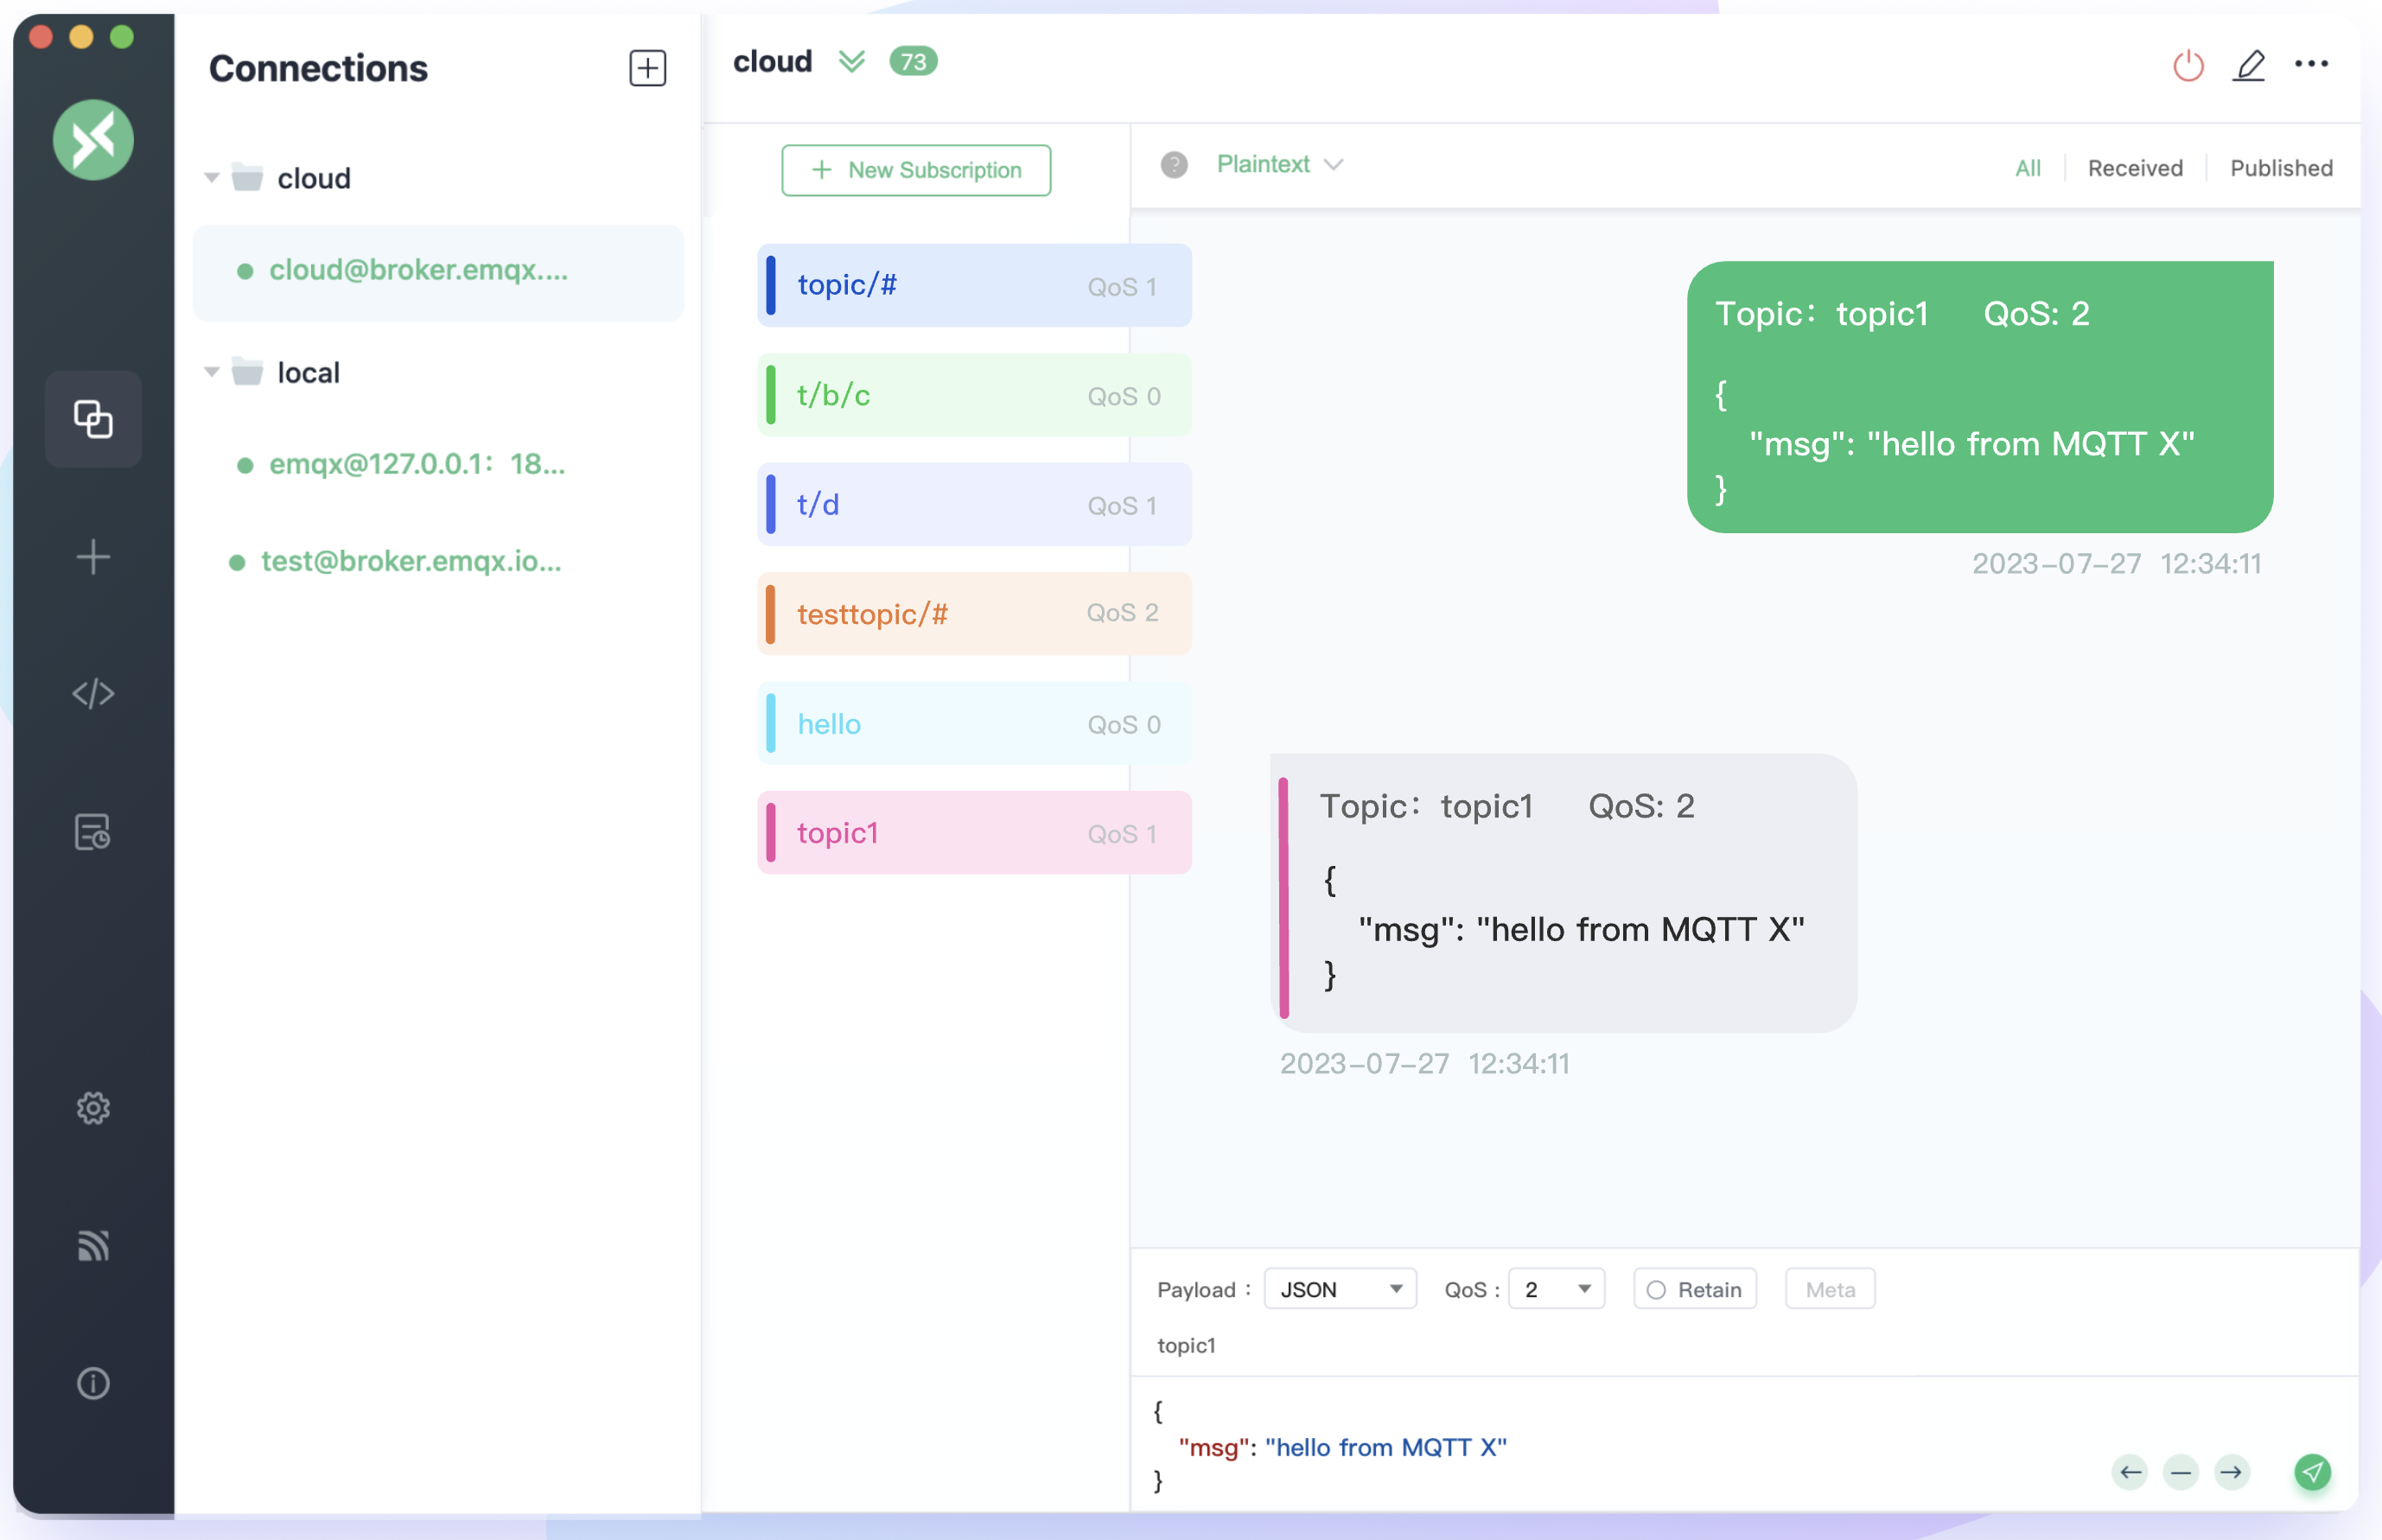 Connections
cloud
cloud@broker.emqx....
local
emqx@127.0.0.1: 18...
test@broker.emqx.io...
cloud 73
+ New Subscription
topic/# QoS 1
t/b/c QoS 0
t/d QoS 1
testtopic/# QoS 2
hello QoS 0
topic1 QoS 1
? Plaintext
All Received Published
Topic: topic1 QoS: 2
{
"msg": "hello from MQTT X"
}
2023-07-27 12:34:11
Topic: topic1 QoS: 2
{
"msg": "hello from MQTT X"
}
2023-07-27 12:34:11
Payload : JSON QoS : 2 Retain Meta
topic1
{
"msg": "hello from MQTT X"
}